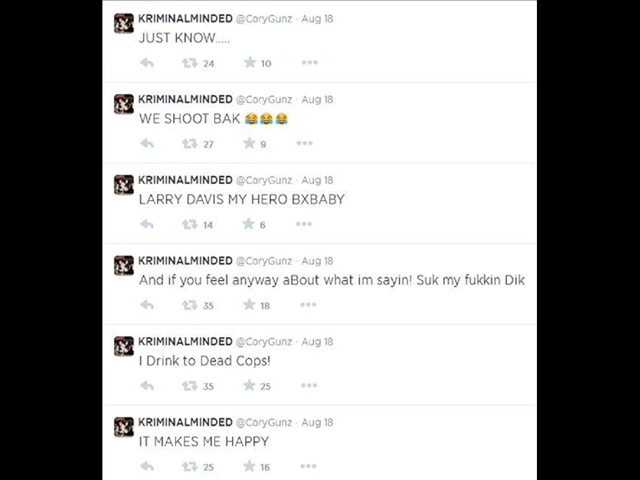 KRIMINALMINDED @CoryGunz · Aug 18
JUST KNOW.....
24 10
KRIMINALMINDED @CoryGunz · Aug 18
WE SHOOT BAK 😂😂😂
27 9
KRIMINALMINDED @CoryGunz · Aug 18
LARRY DAVIS MY HERO BXBABY
14 6
KRIMINALMINDED @CoryGunz · Aug 18
And if you feel anyway aBout what im sayin! Suk my fukkin Dik
35 18
KRIMINALMINDED @CoryGunz · Aug 18
I Drink to Dead Cops!
35 25
KRIMINALMINDED @CoryGunz · Aug 18
IT MAKES ME HAPPY
25 16